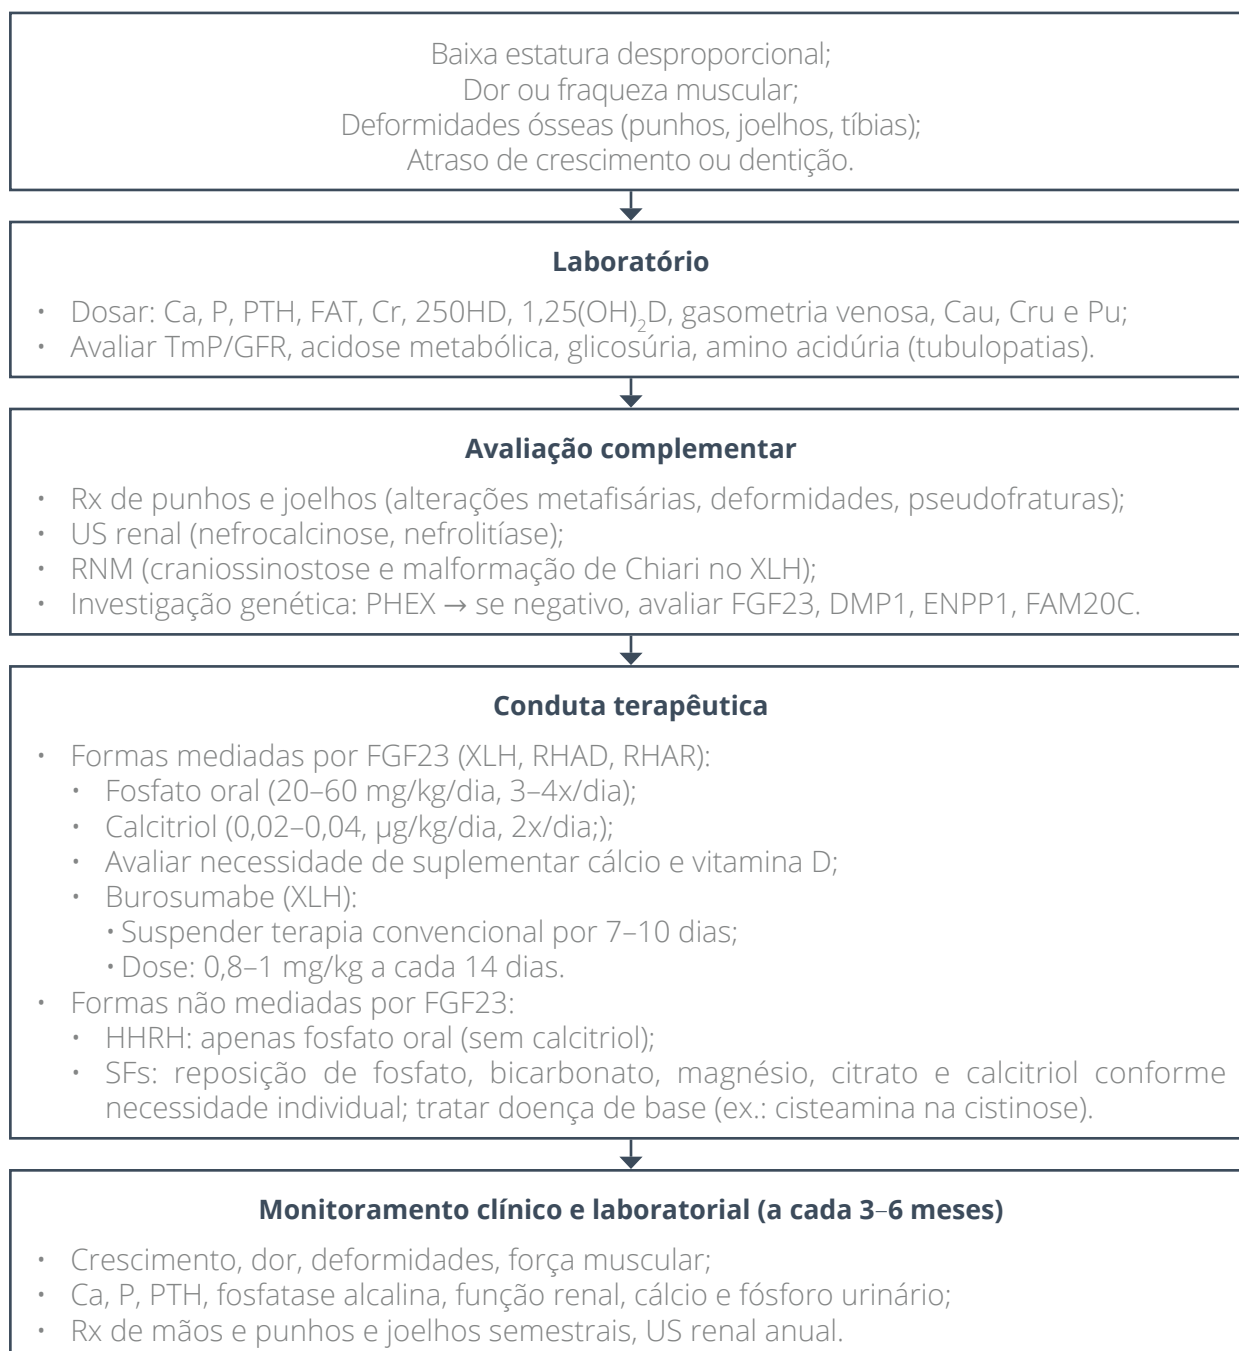 Baixa estatura desproporcional;
Dor ou fraqueza muscular;
Deformidades ósseas (punhos, joelhos, tíbias);
Atraso de crescimento ou dentição.
Laboratório
• Dosar: Ca, P, PTH, FAT, Cr, 250HD, 1,25(OH)₂D, gasometria venosa, Cau, Cru e Pu;
• Avaliar TmP/GFR, acidose metabólica, glicosúria, amino acidúria (tubulopatias).
Avaliação complementar
• Rx de punhos e joelhos (alterações metafisárias, deformidades, pseudofraturas);
• US renal (nefrocalcinose, nefrolitíase);
• RNM (craniossinostose e malformação de Chiari no XLH);
• Investigação genética: PHEX → se negativo, avaliar FGF23, DMP1, ENPP1, FAM20C.
Conduta terapêutica
• Formas mediadas por FGF23 (XLH, RHAD, RHAR):
• Fosfato oral (20–60 mg/kg/dia, 3–4x/dia);
• Calcitriol (0,02–0,04, µg/kg/dia, 2x/dia;);
• Avaliar necessidade de suplementar cálcio e vitamina D;
• Burosumabe (XLH):
• Suspender terapia convencional por 7–10 dias;
• Dose: 0,8–1 mg/kg a cada 14 dias.
• Formas não mediadas por FGF23:
• HHRH: apenas fosfato oral (sem calcitriol);
• SFs: reposição de fosfato, bicarbonato, magnésio, citrato e calcitriol conforme
necessidade individual; tratar doença de base (ex.: cisteamina na cistinose).
Monitoramento clínico e laboratorial (a cada 3–6 meses)
• Crescimento, dor, deformidades, força muscular;
• Ca, P, PTH, fosfatase alcalina, função renal, cálcio e fósforo urinário;
• Rx de mãos e punhos e joelhos semestrais, US renal anual.